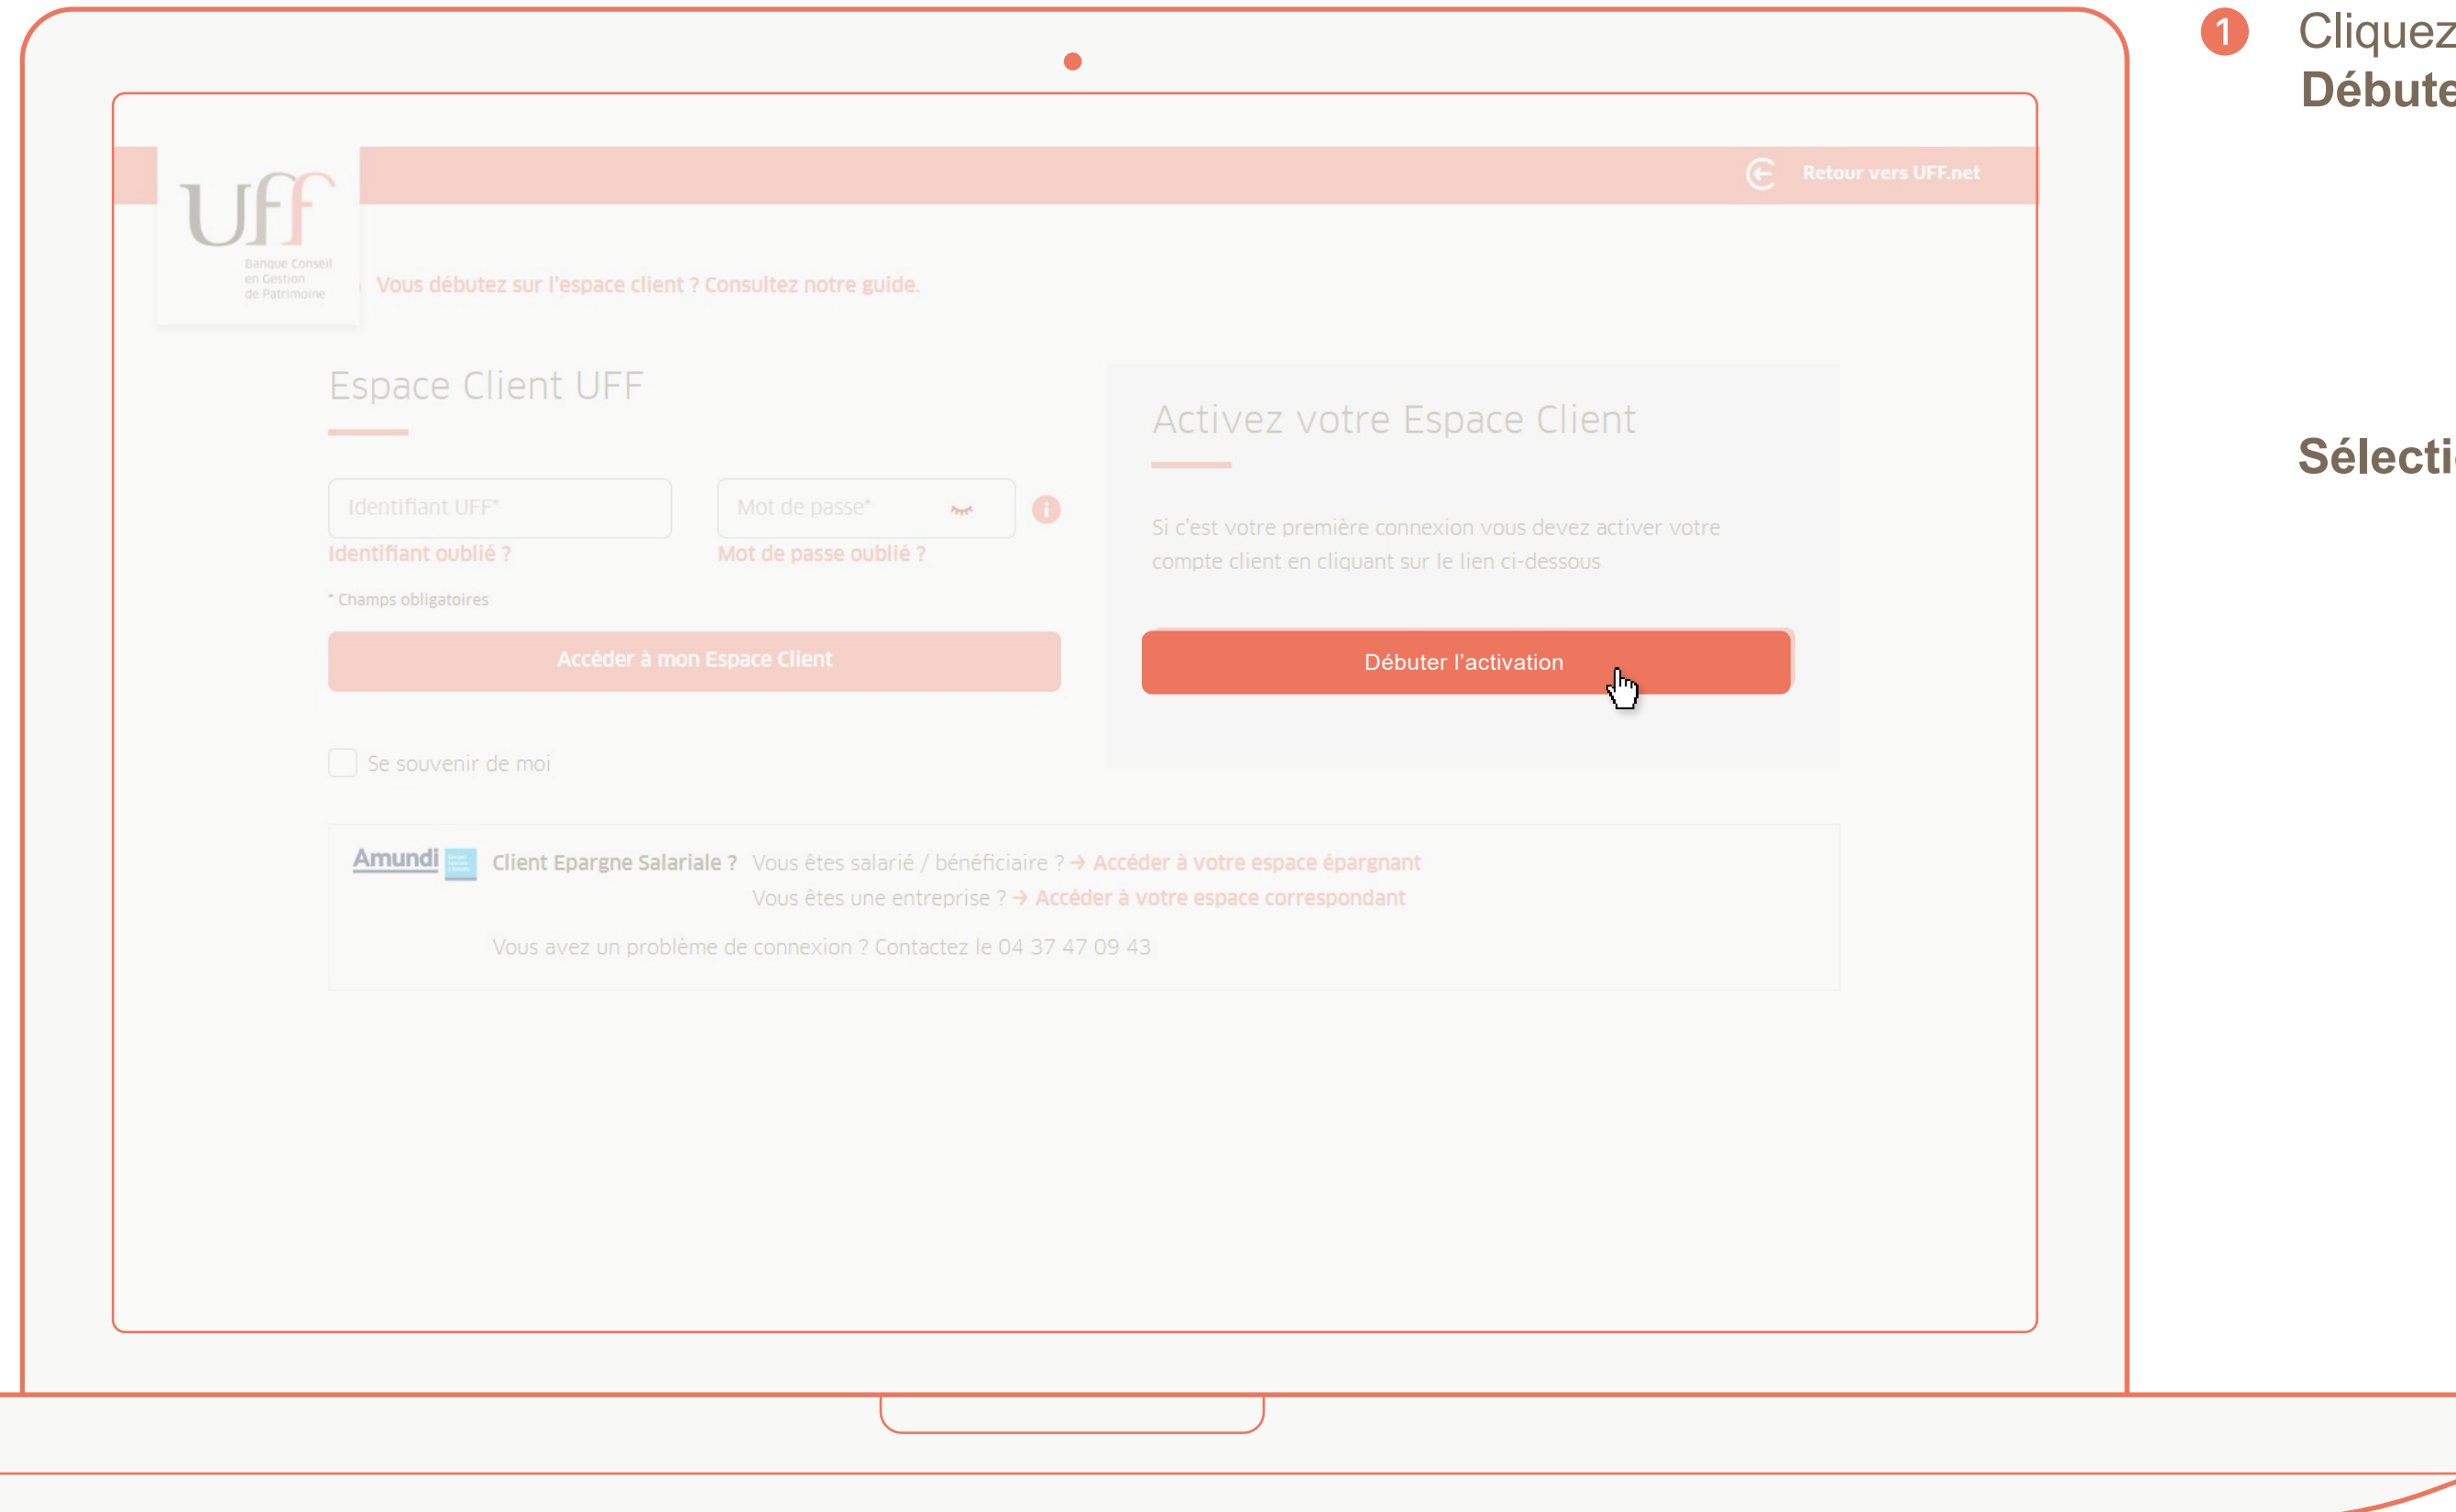 1 Cliquez
Débute
Sélecti
Retour vers UFF.net
Uff
Banque Conseil
en Gestion
de Patrimoine
Vous débutez sur l'espace client ? Consultez notre guide.
Espace Client UFF
Identifiant UFF*
Mot de passe*
Identifiant oublié ?
Mot de passe oublié ?
* Champs obligatoires
Accéder à mon Espace Client
Se souvenir de moi
Activez votre Espace Client
Si c'est votre première connexion vous devez activer votre
compte client en cliquant sur le lien ci-dessous
Débuter l'activation
Amundi
Client Epargne Salariale ? Vous êtes salarié / bénéficiaire ? → Accéder à votre espace épargnant
Vous êtes une entreprise ? → Accéder à votre espace correspondant
Vous avez un problème de connexion ? Contactez le 04 37 47 09 43